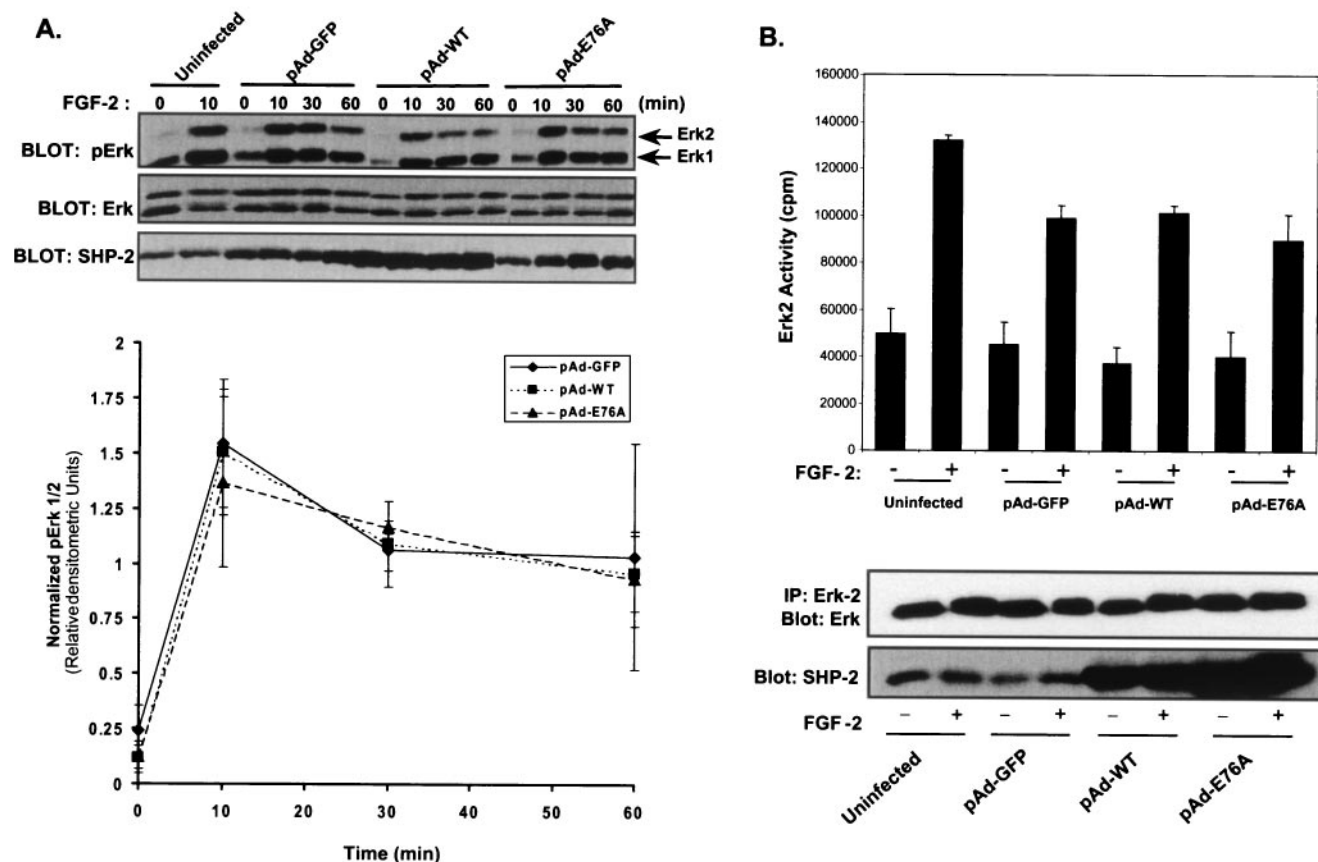 A.
Uninfected pAd-GFP pAd-WT pAd-E76A
FGF-2 : 0 10 0 10 30 60 0 10 30 60 0 10 30 60 (min)
BLOT: pErk
Erk2
Erk1
BLOT: Erk
BLOT: SHP-2
Normalized pErk 1/2
(Relativedensitometric Units)
2
1.75
1.5
1.25
1
0.75
0.5
0.25
0
pAd-GFP
pAd-WT
pAd-E76A
0 10 20 30 40 50 60
Time (min)
B.
Erk2 Activity (cpm)
160000
140000
120000
100000
80000
60000
40000
20000
0
FGF- 2: - + - + - + - +
Uninfected pAd-GFP pAd-WT pAd-E76A
IP: Erk-2
Blot: Erk
Blot: SHP-2
FGF -2 – + – + – + – +
Uninfected pAd-GFP pAd-WT pAd-E76A